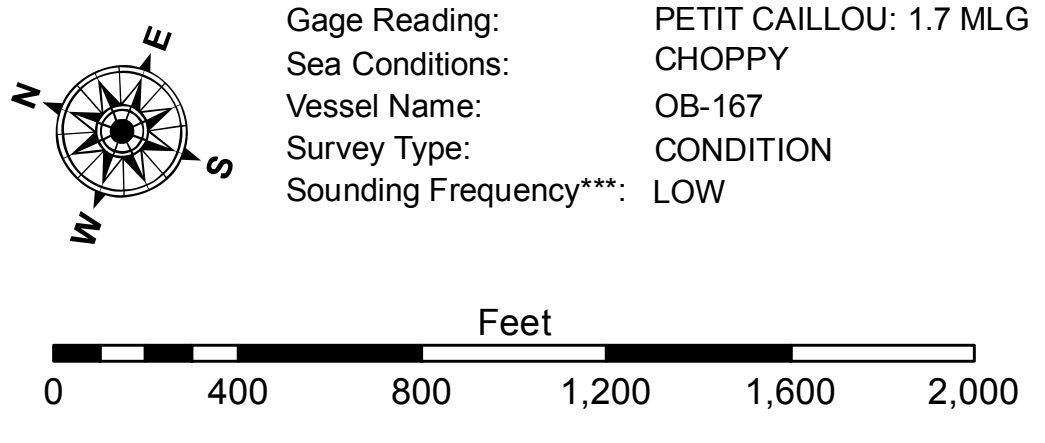 N
E
S
W
Gage Reading: PETIT CAILLOU: 1.7 MLG
Sea Conditions: CHOPPY
Vessel Name: OB-167
Survey Type: CONDITION
Sounding Frequency***: LOW
Feet
0 400 800 1,200 1,600 2,000